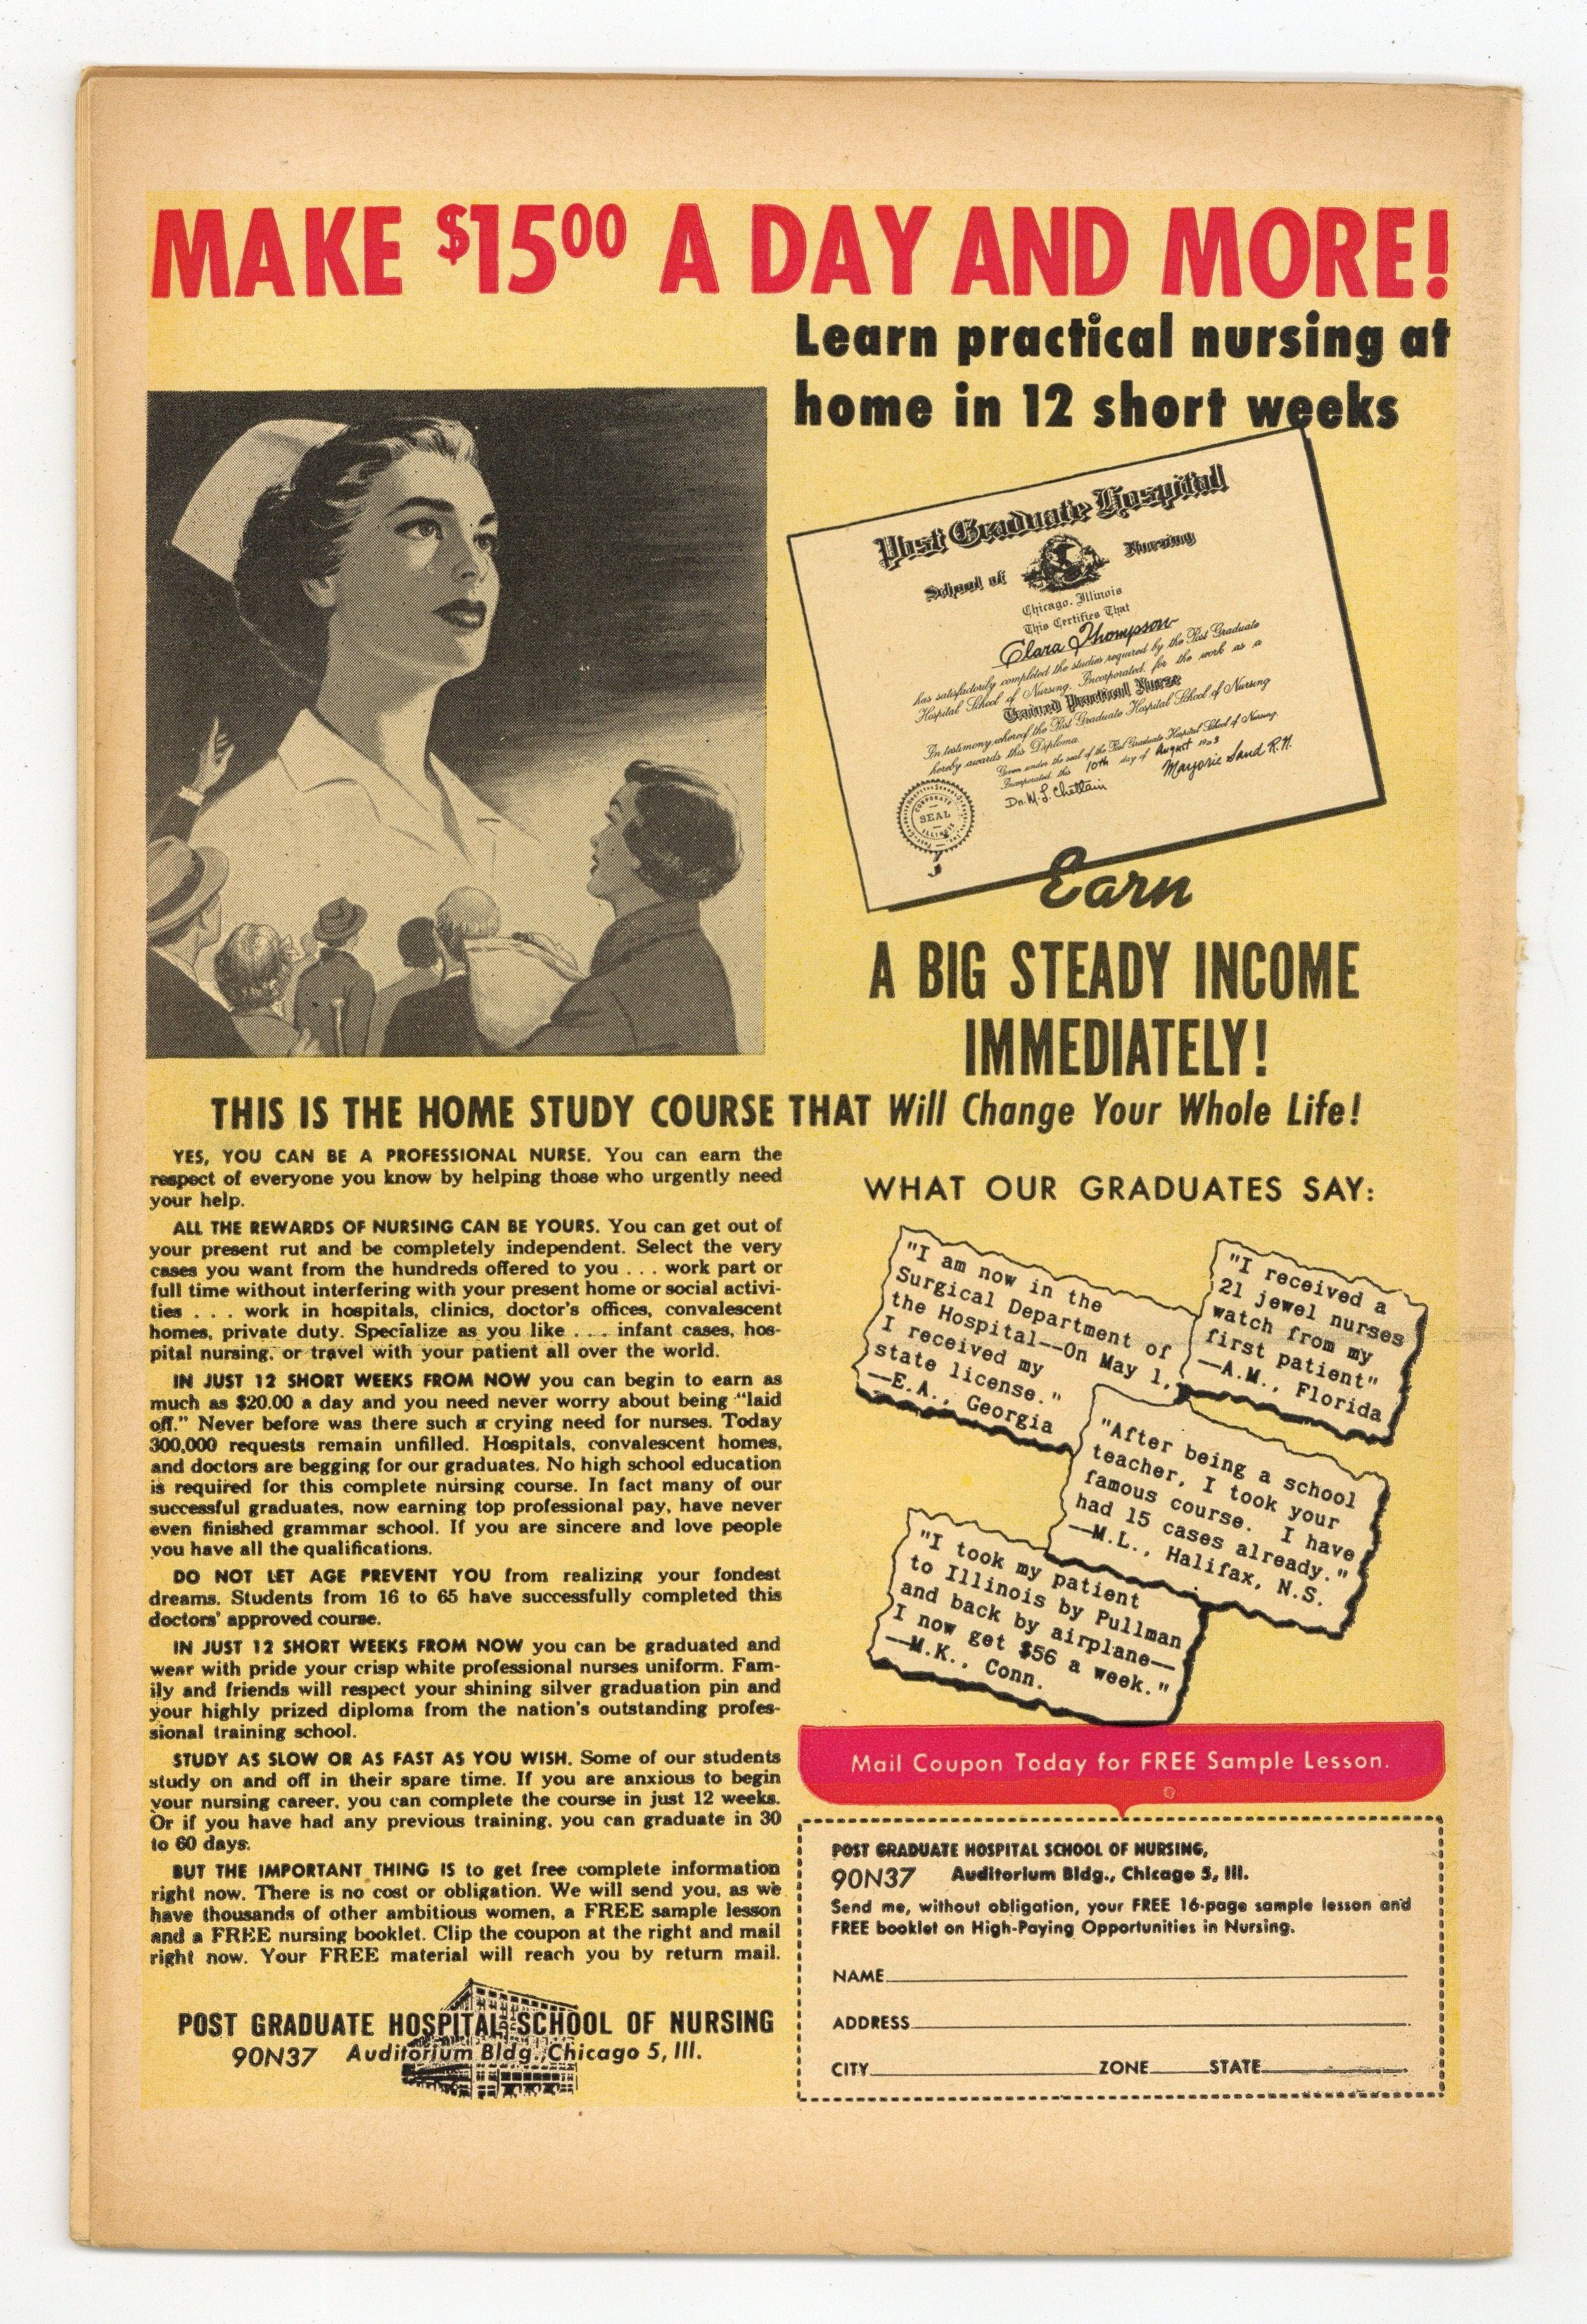 MAKE $1500 A DAY AND MORE!
Learn practical nursing at
home in 12 short weeks
Post Graduate Hospital
School of Nursing
Chicago, Illinois
This Certifies That
Clara Thompson
has satisfactorily completed the studies required by the Post Graduate
Hospital School of Nursing, Incorporated, for the work as a
Trained Practical Nurse
In testimony whereof the Post Graduate Hospital School of Nursing
hereby awards this Diploma.
Given under the seal of the Post Graduate Hospital School of Nursing,
Incorporated, this 10th day of August
Marjorie Sand R.N.
Dr. M. L. Chettain
CORPORATE
SEAL
ILLINOIS
Earn
A BIG STEADY INCOME
IMMEDIATELY!
THIS IS THE HOME STUDY COURSE THAT Will Change Your Whole Life!
YES, YOU CAN BE A PROFESSIONAL NURSE. You can earn the
respect of everyone you know by helping those who urgently need
your help.
ALL THE REWARDS OF NURSING CAN BE YOURS. You can get out of
your present rut and be completely independent. Select the very
cases you want from the hundreds offered to you . . . work part or
full time without interfering with your present home or social activi-
ties . . . work in hospitals, clinics, doctor's offices, convalescent
homes, private duty. Specialize as you like . . . infant cases, hos-
pital nursing, or travel with your patient all over the world.
IN JUST 12 SHORT WEEKS FROM NOW you can begin to earn as
much as $20.00 a day and you need never worry about being "laid
off." Never before was there such a crying need for nurses. Today
300,000 requests remain unfilled. Hospitals, convalescent homes,
and doctors are begging for our graduates. No high school education
is required for this complete nursing course. In fact many of our
successful graduates, now earning top professional pay, have never
even finished grammar school. If you are sincere and love people
you have all the qualifications.
DO NOT LET AGE PREVENT YOU from realizing your fondest
dreams. Students from 16 to 65 have successfully completed this
doctors' approved course.
IN JUST 12 SHORT WEEKS FROM NOW you can be graduated and
wear with pride your crisp white professional nurses uniform. Fam-
ily and friends will respect your shining silver graduation pin and
your highly prized diploma from the nation's outstanding profes-
sional training school.
STUDY AS SLOW OR AS FAST AS YOU WISH. Some of our students
study on and off in their spare time. If you are anxious to begin
your nursing career, you can complete the course in just 12 weeks.
Or if you have had any previous training, you can graduate in 30
to 60 days.
BUT THE IMPORTANT THING IS to get free complete information
right now. There is no cost or obligation. We will send you, as we
have thousands of other ambitious women, a FREE sample lesson
and a FREE nursing booklet. Clip the coupon at the right and mail
right now. Your FREE material will reach you by return mail.
POST GRADUATE HOSPITAL SCHOOL OF NURSING
90N37 Auditorium Bldg., Chicago 5, Ill.
WHAT OUR GRADUATES SAY:
"I am now in the
Surgical Department of
the Hospital--On May 1,
I received my
state license."
—E.A., Georgia
"I received a
21 jewel nurses
watch from my
first patient"
—A.M., Florida
"After being a school
teacher, I took your
famous course. I have
had 15 cases already."
—M.L., Halifax, N.S.
"I took my patient
to Illinois by Pullman
and back by airplane—
I now get $56 a week."
—M.K., Conn.
Mail Coupon Today for FREE Sample Lesson.
POST GRADUATE HOSPITAL SCHOOL OF NURSING,
90N37 Auditorium Bldg., Chicago 5, Ill.
Send me, without obligation, your FREE 16-page sample lesson and
FREE booklet on High-Paying Opportunities in Nursing.
NAME
ADDRESS
CITY ZONE STATE